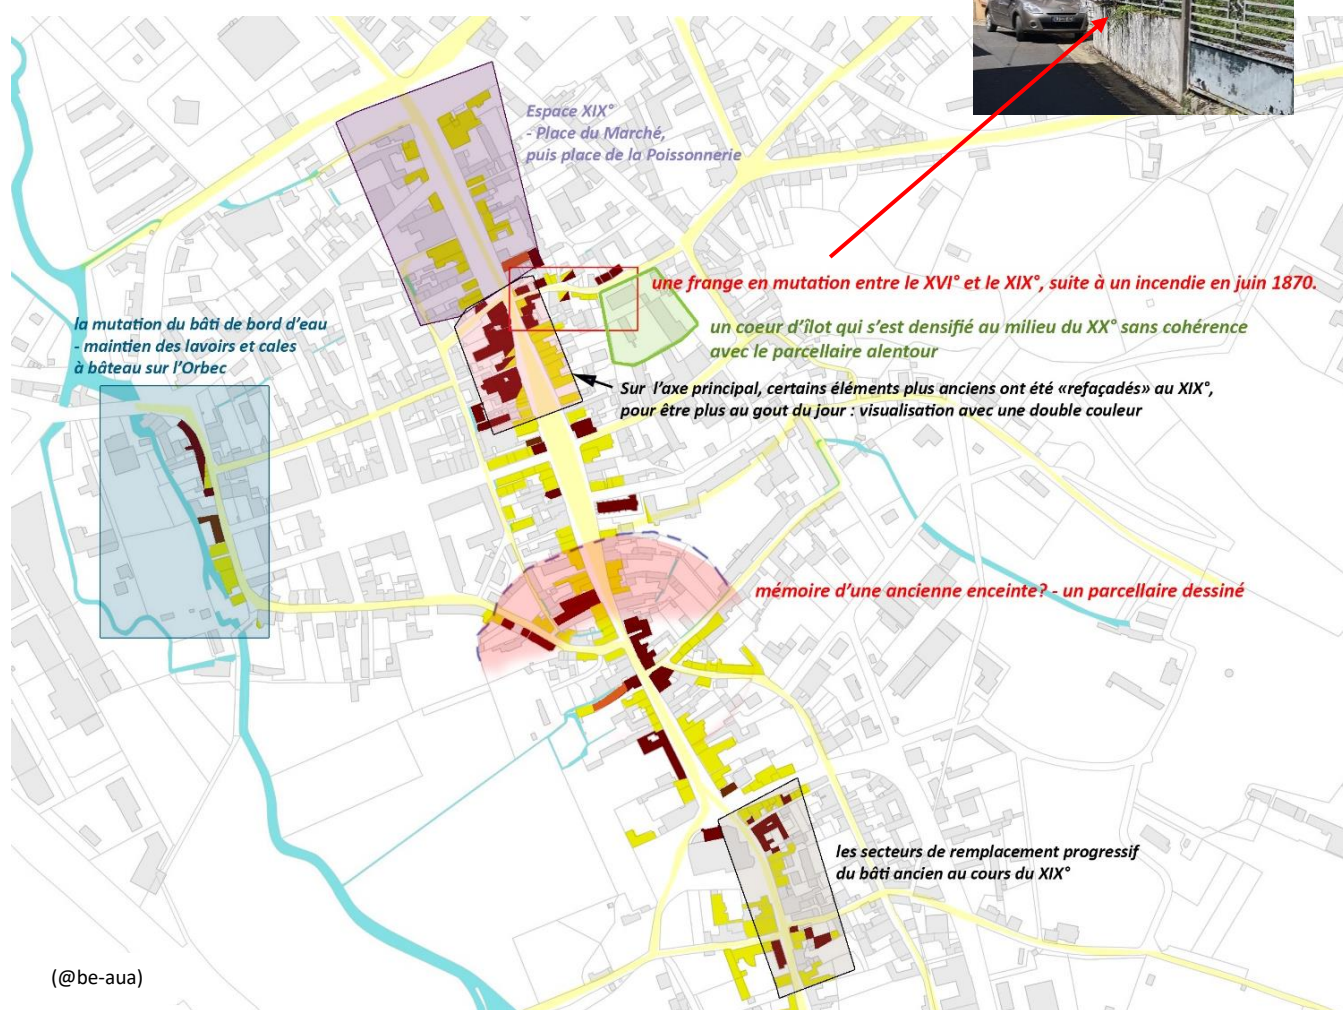 Espace XIX°
- Place du Marché,
puis place de la Poissonnerie
une frange en mutation entre le XVI° et le XIX°, suite à un incendie en juin 1870.
la mutation du bâti de bord d'eau
- maintien des lavoirs et cales
à bâteau sur l'Orbec
un coeur d'îlot qui s'est densifié au milieu du XX° sans cohérence
avec le parcellaire alentour
Sur l'axe principal, certains éléments plus anciens ont été «refaçadés» au XIX°,
pour être plus au gout du jour : visualisation avec une double couleur
mémoire d'une ancienne enceinte? - un parcellaire dessiné
les secteurs de remplacement progressif
du bâti ancien au cours du XIX°
(@be-aua)